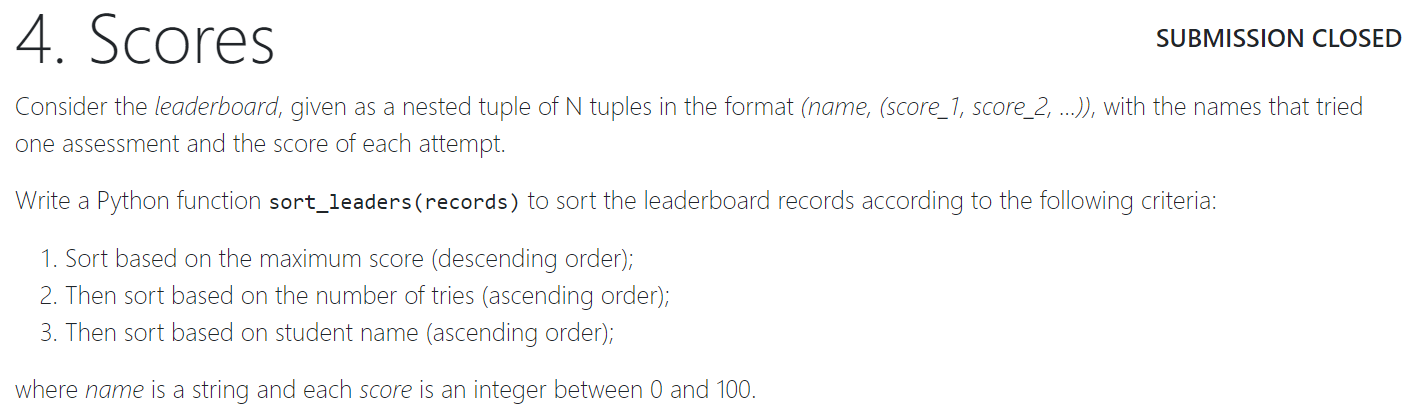 4. Scores
SUBMISSION CLOSED
Consider the leaderboard, given as a nested tuple of N tuples in the format (name, (score_1, score_2, ...)), with the names that tried
one assessment and the score of each attempt.
Write a Python function sort_leaders(records) to sort the leaderboard records according to the following criteria:
1. Sort based on the maximum score (descending order);
2. Then sort based on the number of tries (ascending order);
3. Then sort based on student name (ascending order);
where name is a string and each score is an integer between 0 and 100.